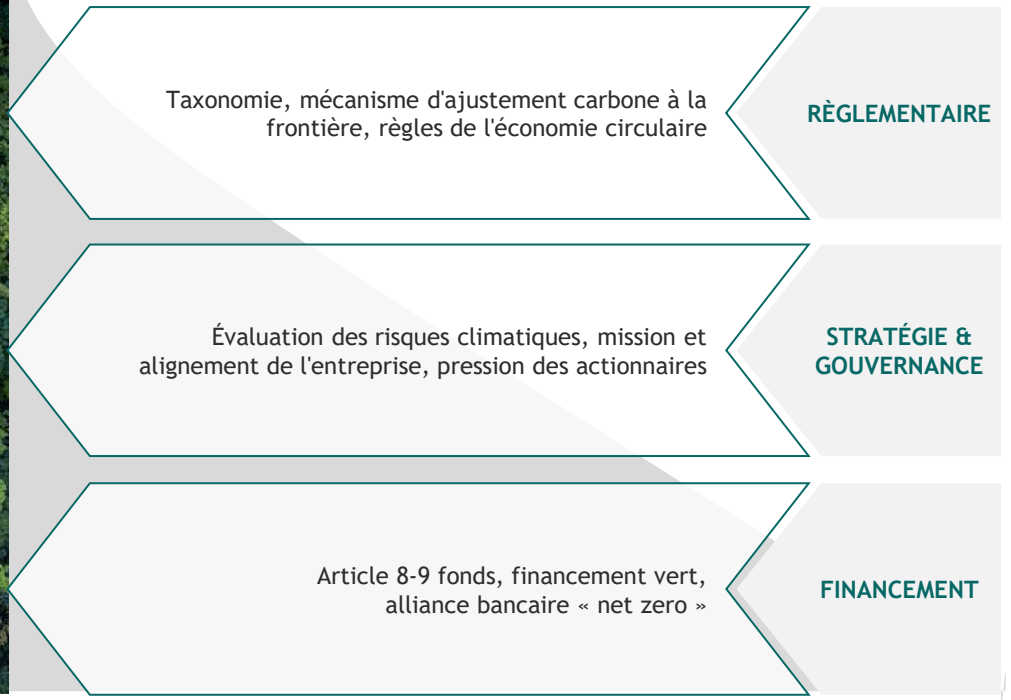 Taxonomie, mécanisme d'ajustement carbone à la
frontière, règles de l'économie circulaire
RÈGLEMENTAIRE
Évaluation des risques climatiques, mission et
alignement de l'entreprise, pression des actionnaires
STRATÉGIE &
GOUVERNANCE
Article 8-9 fonds, financement vert,
alliance bancaire « net zero »
FINANCEMENT